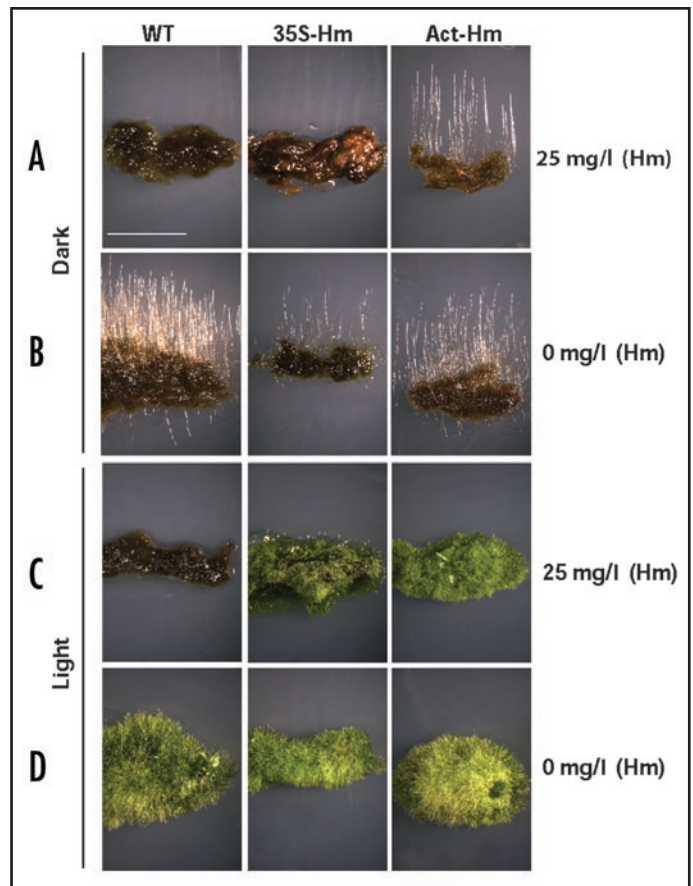 WT 35S-Hm Act-Hm
A 25 mg/l (Hm)
Dark
B 0 mg/l (Hm)
C 25 mg/l (Hm)
Light
D 0 mg/l (Hm)